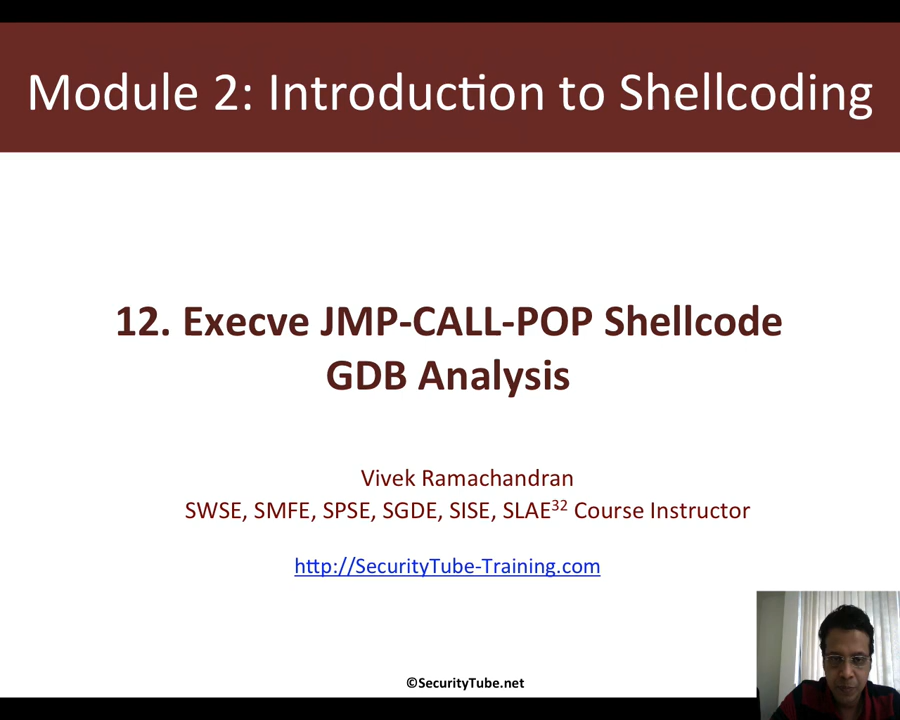 Module 2: Introduction to Shellcoding
12. Execve JMP-CALL-POP Shellcode
GDB Analysis
Vivek Ramachandran
SWSE, SMFE, SPSE, SGDE, SISE, SLAE32 Course Instructor
http://SecurityTube-Training.com
©SecurityTube.net